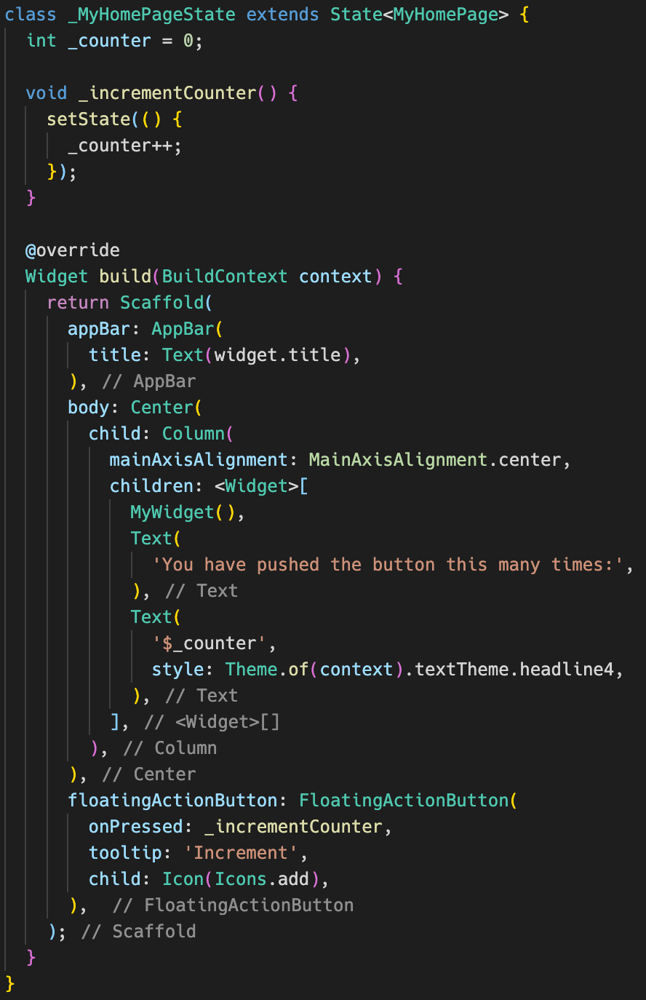 class _MyHomePageState extends State<MyHomePage> {
  int _counter = 0;

  void _incrementCounter() {
    setState(() {
      _counter++;
    });
  }

  @override
  Widget build(BuildContext context) {
    return Scaffold(
      appBar: AppBar(
        title: Text(widget.title),
      ), // AppBar
      body: Center(
        child: Column(
          mainAxisAlignment: MainAxisAlignment.center,
          children: <Widget>[
            MyWidget(),
            Text(
              'You have pushed the button this many times:',
            ), // Text
            Text(
              '$_counter',
              style: Theme.of(context).textTheme.headline4,
            ), // Text
          ], // <Widget>[]
        ), // Column
      ), // Center
      floatingActionButton: FloatingActionButton(
        onPressed: _incrementCounter,
        tooltip: 'Increment',
        child: Icon(Icons.add),
      ),  // FloatingActionButton
    ); // Scaffold
  }
}